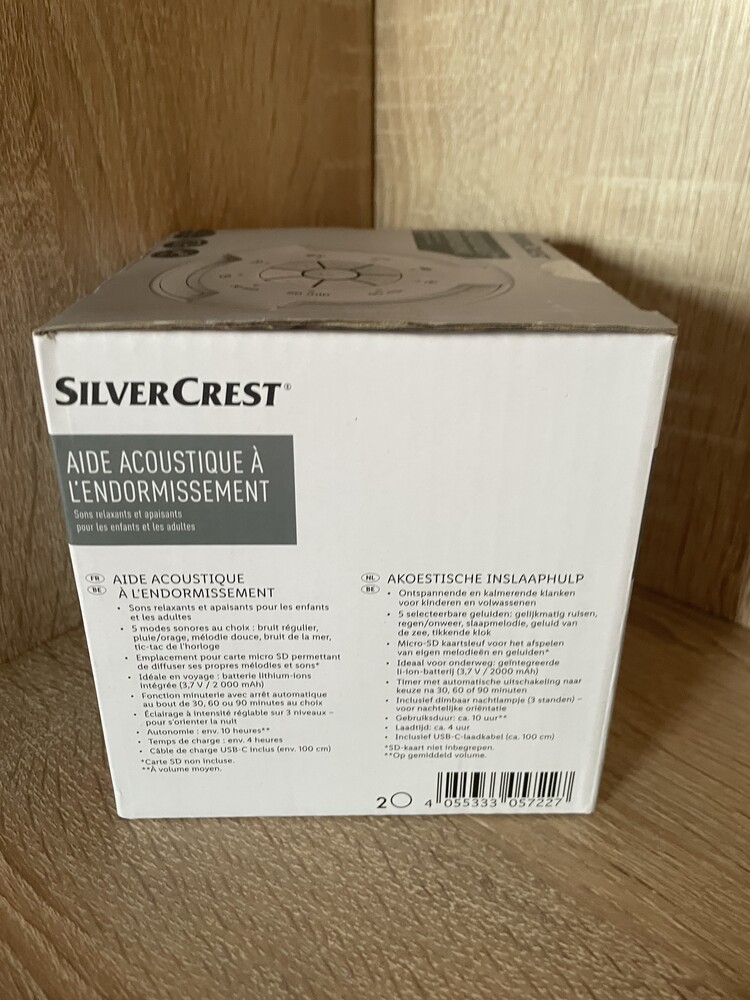 SILVERCREST®
AIDE ACOUSTIQUE À
L'ENDORMISSEMENT
Sons relaxants et apaisants
pour les enfants et les adultes
FR AIDE ACOUSTIQUE
BE À L'ENDORMISSEMENT
• Sons relaxants et apaisants pour les enfants
et les adultes
• 5 modes sonores au choix : bruit régulier,
pluie/orage, mélodie douce, bruit de la mer,
tic-tac de l'horloge
• Emplacement pour carte micro SD permettant
de diffuser ses propres mélodies et sons*
• Idéale en voyage : batterie lithium-ions
intégrée (3,7 V / 2 000 mAh)
• Fonction minuterie avec arrêt automatique
au bout de 30, 60 ou 90 minutes au choix
• Éclairage à intensité réglable sur 3 niveaux –
pour s'orienter la nuit
• Autonomie : env. 10 heures**
• Temps de charge : env. 4 heures
• Câble de charge USB-C inclus (env. 100 cm)
*Carte SD non incluse.
**À volume moyen.
NL AKOESTISCHE INSLAAPHULP
BE • Ontspannende en kalmerende klanken
voor kinderen en volwassenen
• 5 selecteerbare geluiden: gelijkmatig ruisen,
regen/onweer, slaapmelodie, geluid van
de zee, tikkende klok
• Micro-SD kaartsleuf voor het afspelen
van eigen melodieën en geluiden*
• Ideaal voor onderweg: geïntegreerde
li-ion-batterij (3,7 V / 2000 mAh)
• Timer met automatische uitschakeling naar
keuze na 30, 60 of 90 minuten
• Inclusief dimbaar nachtlampje (3 standen) –
voor nachtelijke oriëntatie
• Gebruiksduur: ca. 10 uur**
• Laadtijd: ca. 4 uur
• Inclusief USB-C-laadkabel (ca. 100 cm)
*SD-kaart niet inbegrepen.
**Op gemiddeld volume.
2
4 055333 057227